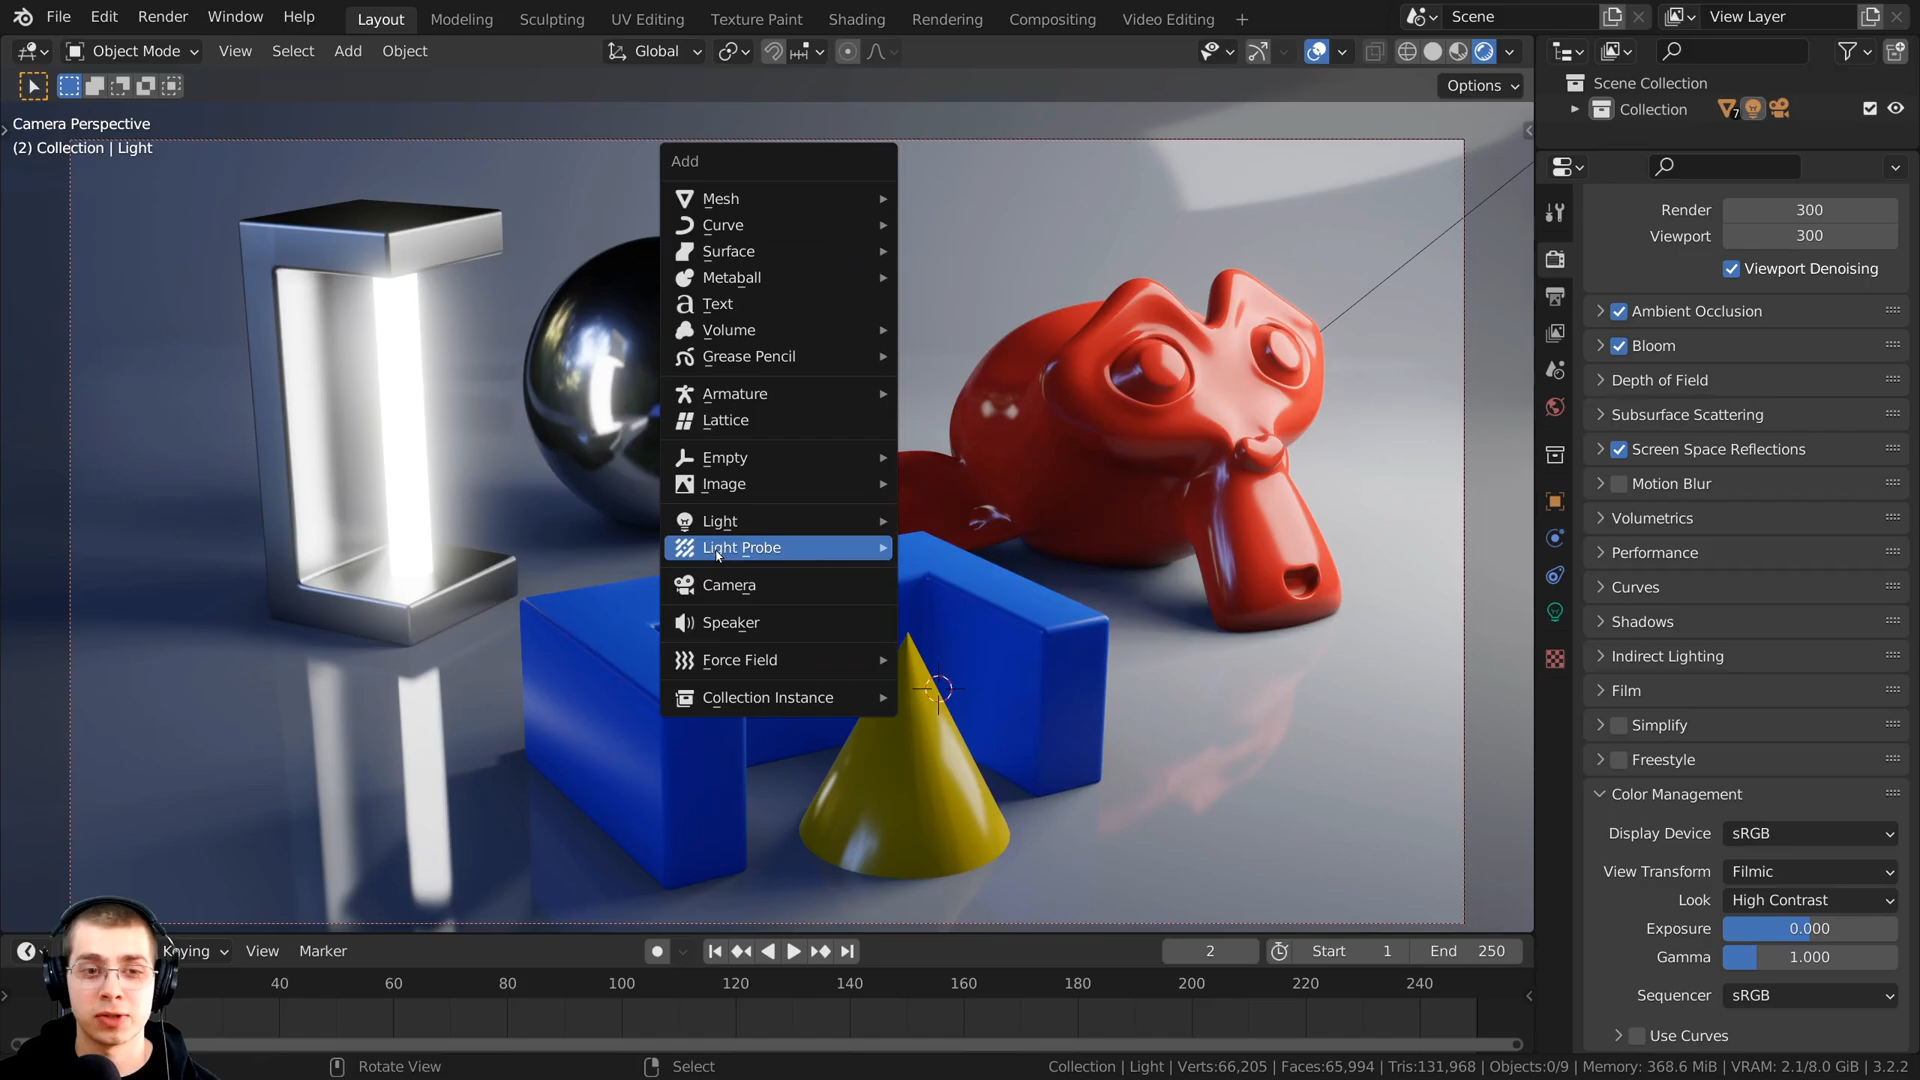 File Edit Render Window Help Layout Modeling Sculpting UV Editing Texture Paint Shading Rendering Compositing Video Editing + Scene View Layer
Object Mode View Select Add Object Global
Options
Scene Collection
Collection 7
Camera Perspective
(2) Collection | Light
Add
Mesh
Curve
Surface
Metaball
Text
Volume
Grease Pencil
Armature
Lattice
Empty
Image
Light
Light Probe
Camera
Speaker
Force Field
Collection Instance
Render 300
Viewport 300
Viewport Denoising
Ambient Occlusion
Bloom
Depth of Field
Subsurface Scattering
Screen Space Reflections
Motion Blur
Volumetrics
Performance
Curves
Shadows
Indirect Lighting
Film
Simplify
Freestyle
Color Management
Display Device sRGB
View Transform Filmic
Look High Contrast
Exposure 0.000
Gamma 1.000
Sequencer sRGB
Use Curves
Keying View Marker 2 Start 1 End 250
40 60 80 100 120 140 160 180 200 220 240
Rotate View Select Collection | Light | Verts:66,205 | Faces:65,994 | Tris:131,968 | Objects:0/9 | Memory: 368.6 MiB | VRAM: 2.1/8.0 GiB | 3.2.2